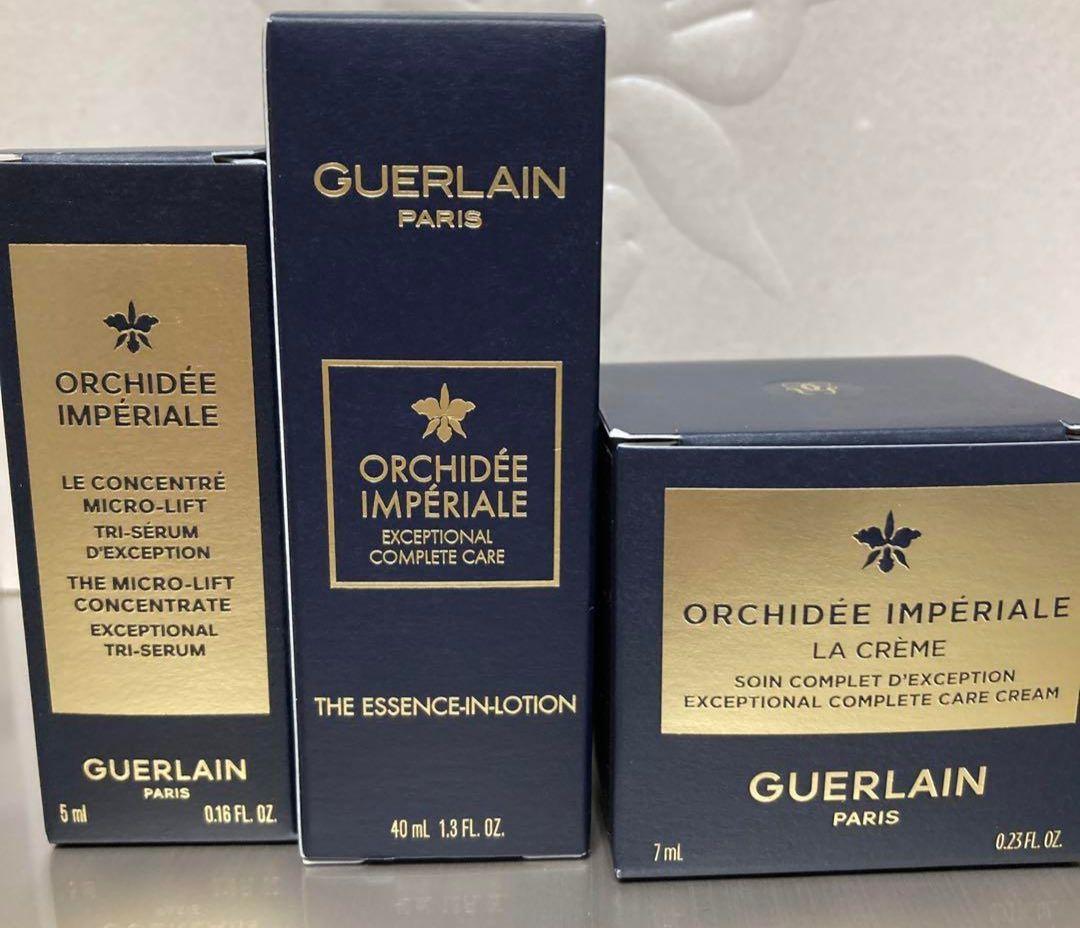 ORCHIDÉE
IMPÉRIALE
LE CONCENTRÉ
MICRO-LIFT
TRI-SÉRUM
D'EXCEPTION
THE MICRO-LIFT
CONCENTRATE
EXCEPTIONAL
TRI-SERUM
GUERLAIN
PARIS
5 ml 0.16 FL. OZ.
GUERLAIN
PARIS
ORCHIDÉE
IMPÉRIALE
EXCEPTIONAL
COMPLETE CARE
THE ESSENCE-IN-LOTION
40 mL 1.3 FL. OZ.
ORCHIDÉE IMPÉRIALE
LA CRÈME
SOIN COMPLET D'EXCEPTION
EXCEPTIONAL COMPLETE CARE CREAM
GUERLAIN
PARIS
7 mL 0.23 FL. OZ.